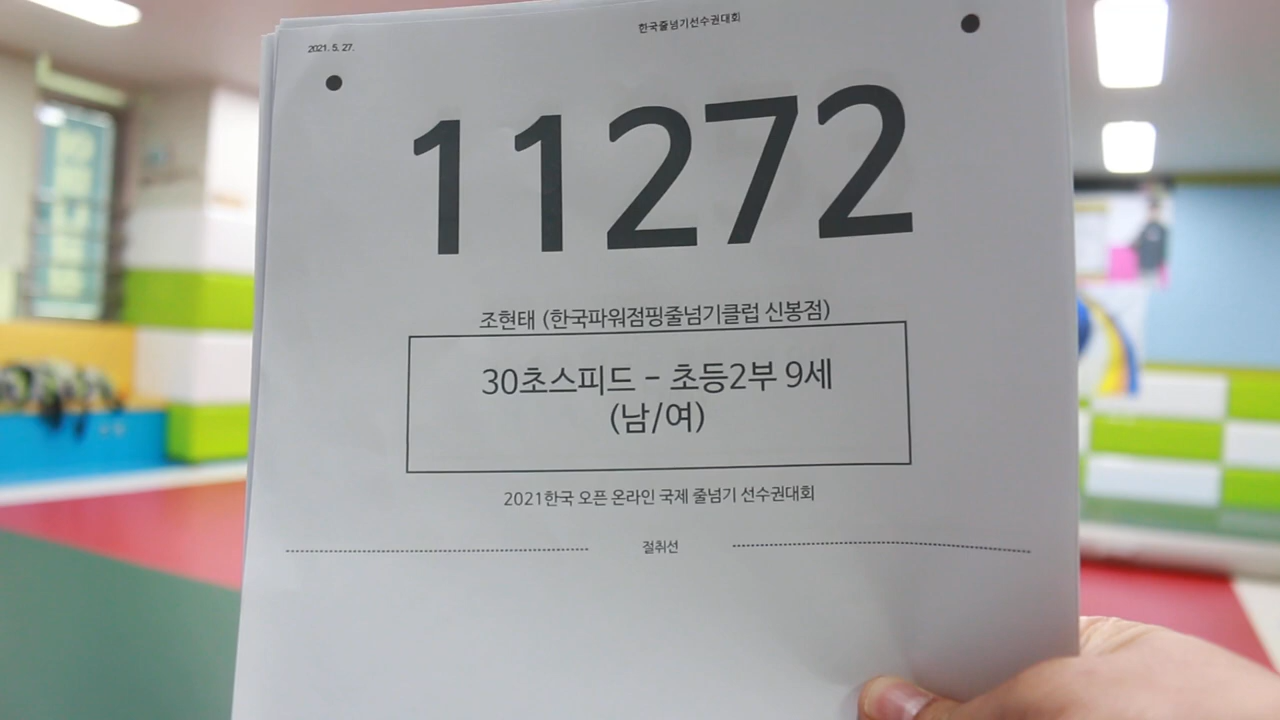 한국줄넘기선수권대회
2021. 5. 27.
11272
조현태 (한국파워점핑줄넘기클럽 신봉점)
30초스피드 - 초등2부 9세
(남/여)
2021한국 오픈 온라인 국제 줄넘기 선수권대회
절취선